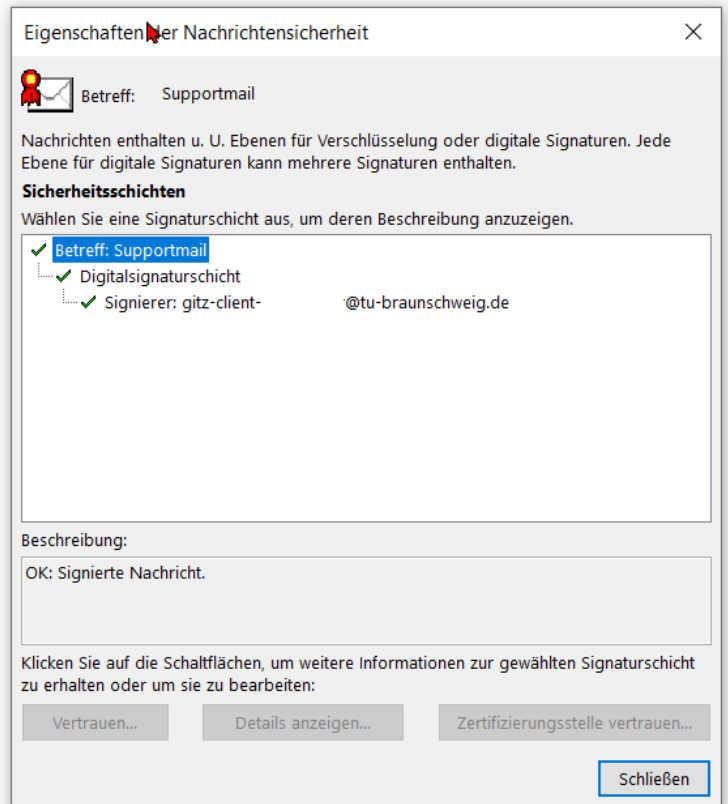 Eigenschaften der Nachrichtensicherheit
Betreff: Supportmail
Nachrichten enthalten u. U. Ebenen für Verschlüsselung oder digitale Signaturen. Jede
Ebene für digitale Signaturen kann mehrere Signaturen enthalten.
Sicherheitsschichten
Wählen Sie eine Signaturschicht aus, um deren Beschreibung anzuzeigen.
Betreff: Supportmail
Digitalsignaturschicht
Signierer: gitz-client- @tu-braunschweig.de
Beschreibung:
OK: Signierte Nachricht.
Klicken Sie auf die Schaltflächen, um weitere Informationen zur gewählten Signaturschicht
zu erhalten oder um sie zu bearbeiten:
Vertrauen... Details anzeigen... Zertifizierungsstelle vertrauen...
Schließen